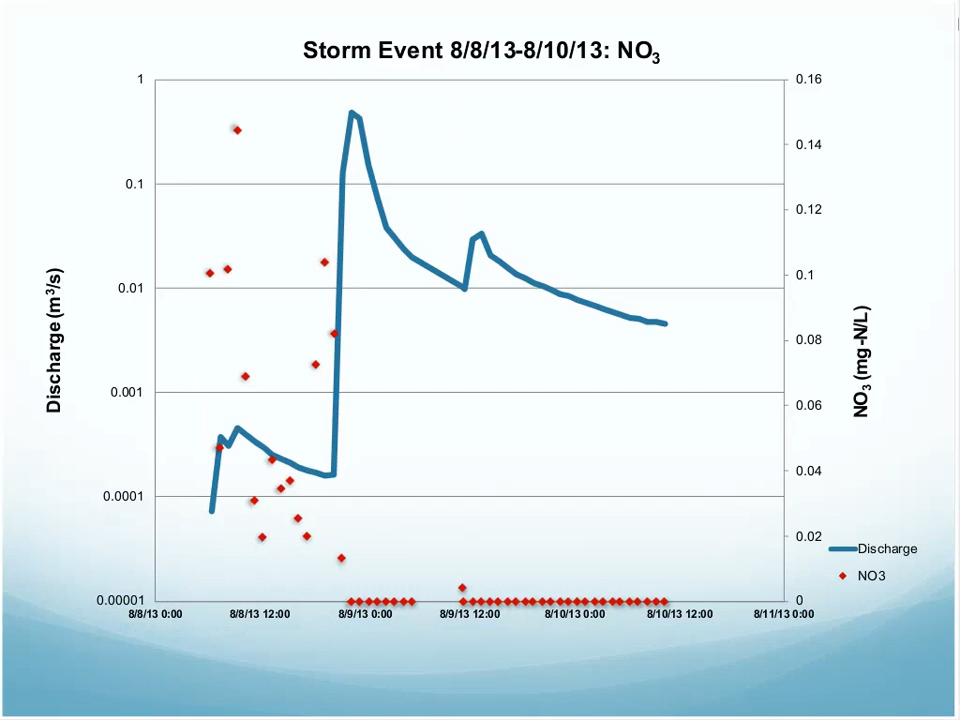 Storm Event 8/8/13-8/10/13: NO3
1
0.1
0.01
0.001
0.0001
0.00001
Discharge (m3/s)
0.16
0.14
0.12
0.1
0.08
0.06
0.04
0.02
0
NO3 (mg-N/L)
8/8/13 0:00 8/8/13 12:00 8/9/13 0:00 8/9/13 12:00 8/10/13 0:00 8/10/13 12:00 8/11/13 0:00
Discharge
NO3